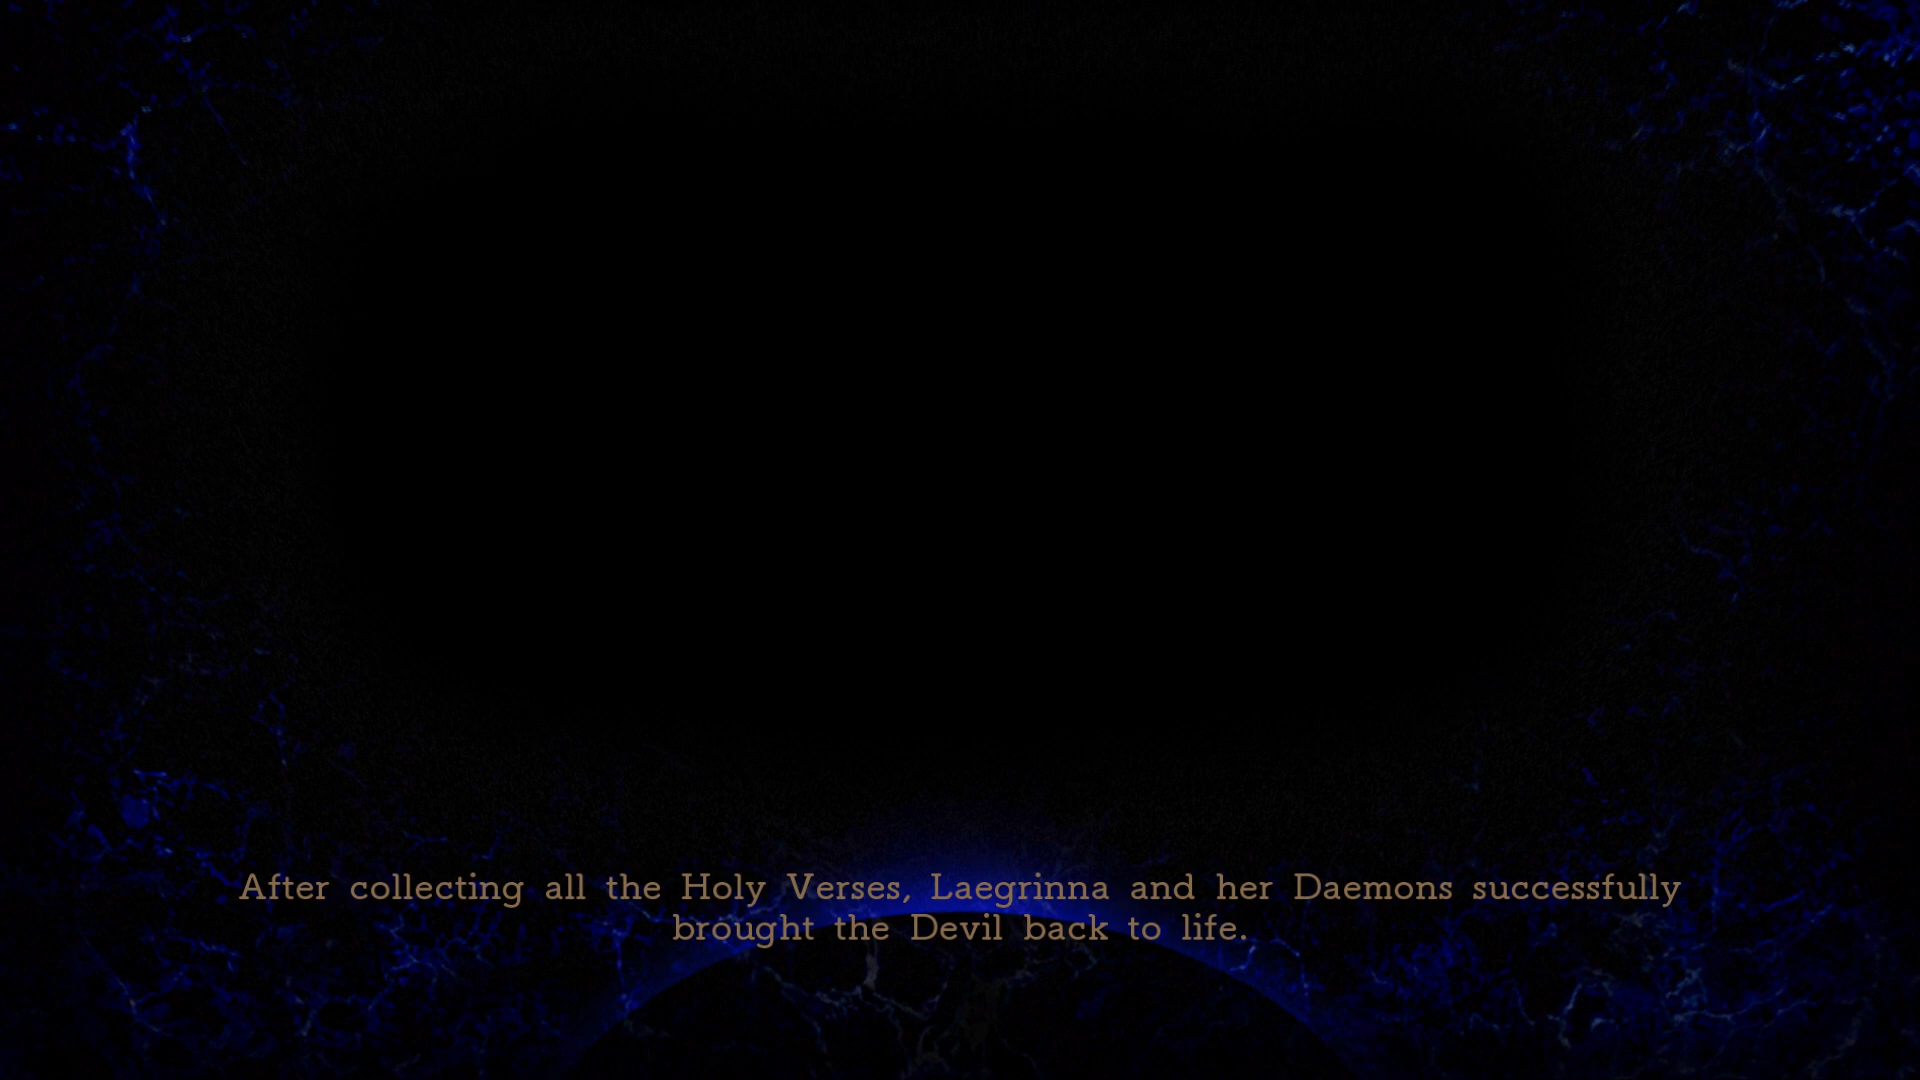 After collecting all the Holy Verses, Laegrinna and her Daemons successfully
brought the Devil back to life.